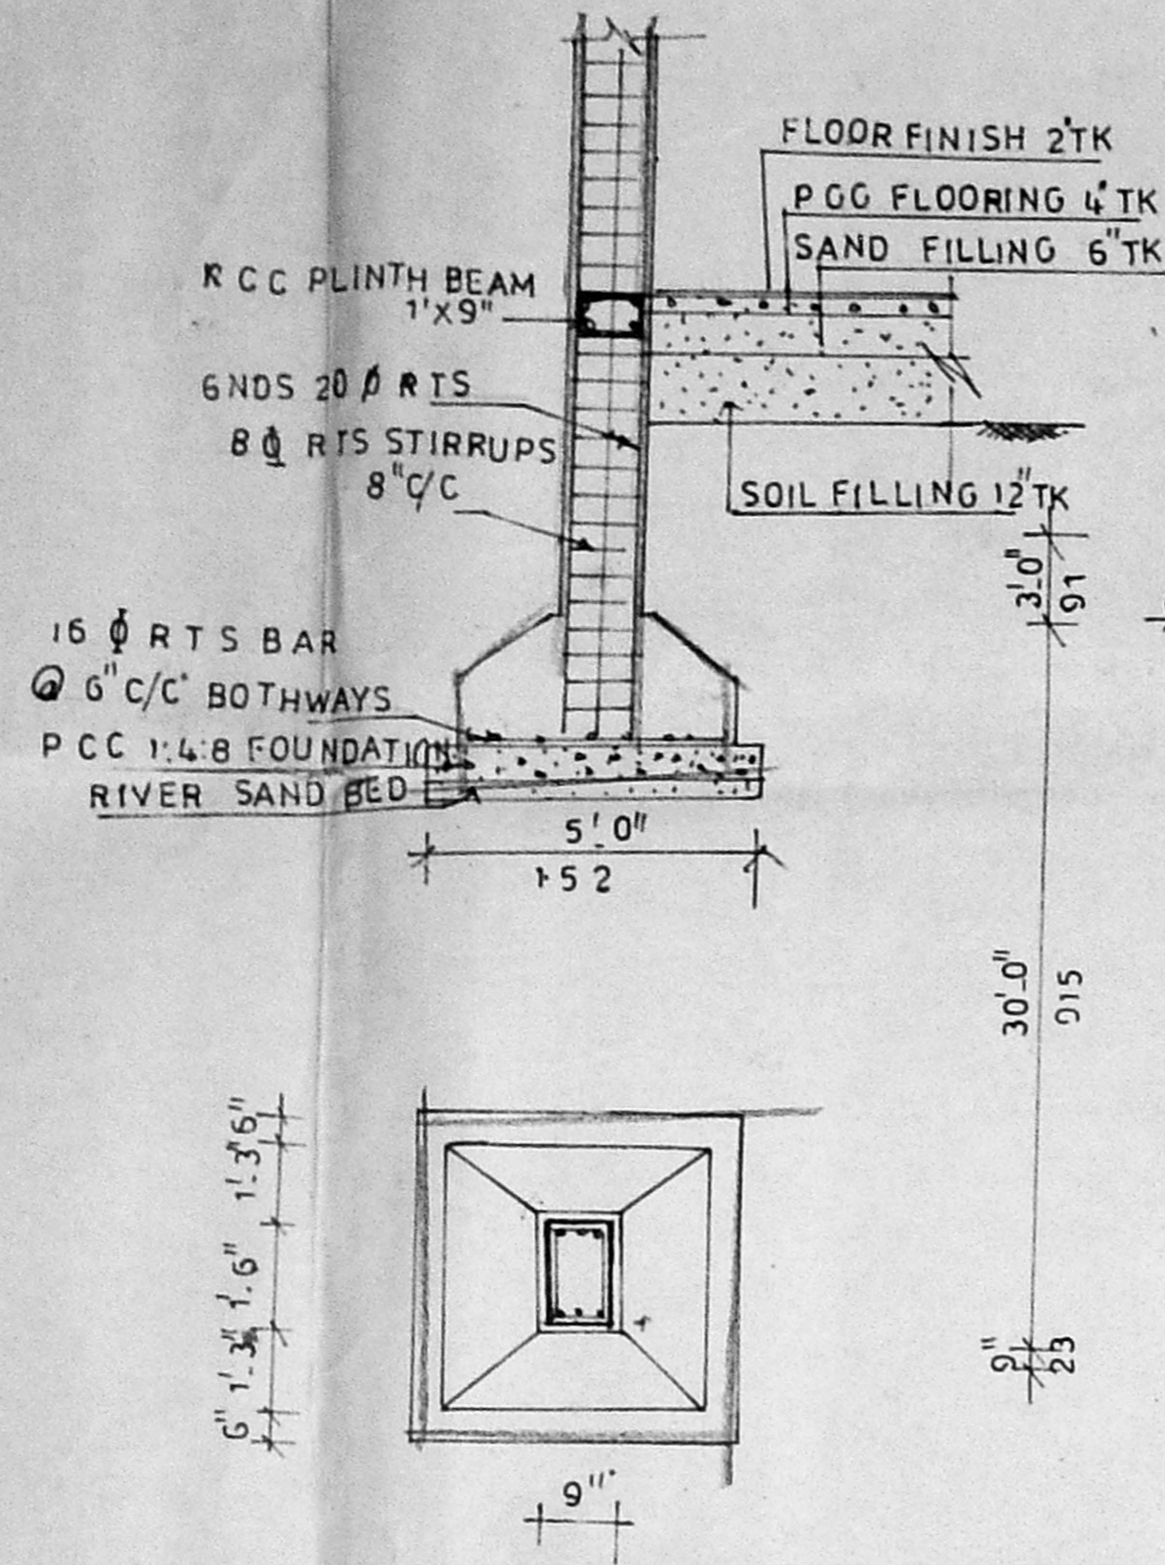 FLOOR FINISH 2"TK
PCC FLOORING 4"TK
SAND FILLING 6"TK
RCC PLINTH BEAM
1'X9"
6NOS 20 Φ RTS
8 Φ RTS STIRRUPS
8"C/C
SOIL FILLING 12"TK
3'-0"
91
16 Φ RTS BAR
@ 6" C/C BOTHWAYS
PCC 1:4:8 FOUNDATION
RIVER SAND BED
5'-0"
152
30'-0"
915
6"
1'-3"
1'-6"
1'-3"
6"
9"
23
9"